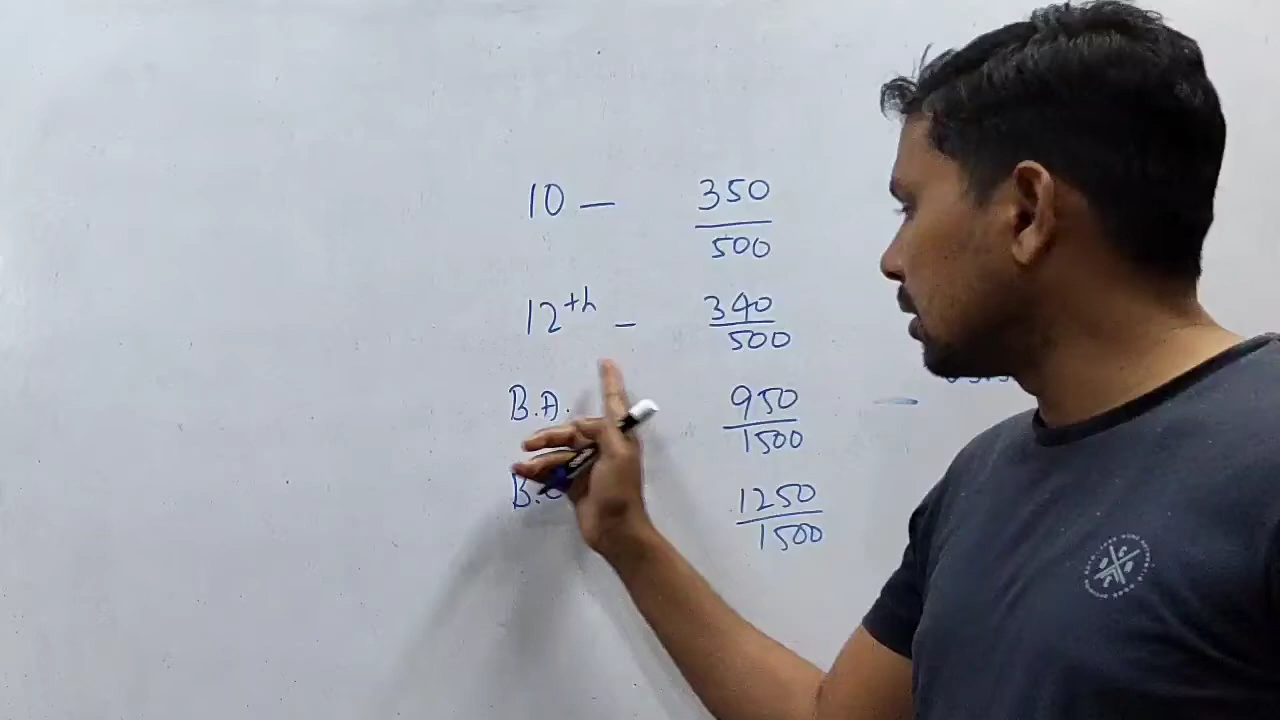 10 — 350/500
12th – 340/500
B.A. 950/1500 —
B. 1250/1500